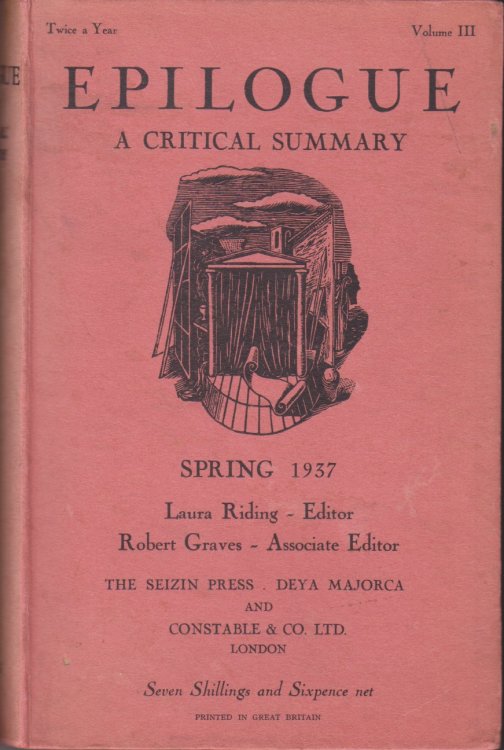 Twice a Year
Volume III
EPILOGUE
A CRITICAL SUMMARY
SPRING 1937
Laura Riding - Editor
Robert Graves - Associate Editor
THE SEIZIN PRESS . DEYA MAJORCA
AND
CONSTABLE & CO. LTD.
LONDON
Seven Shillings and Sixpence net
PRINTED IN GREAT BRITAIN